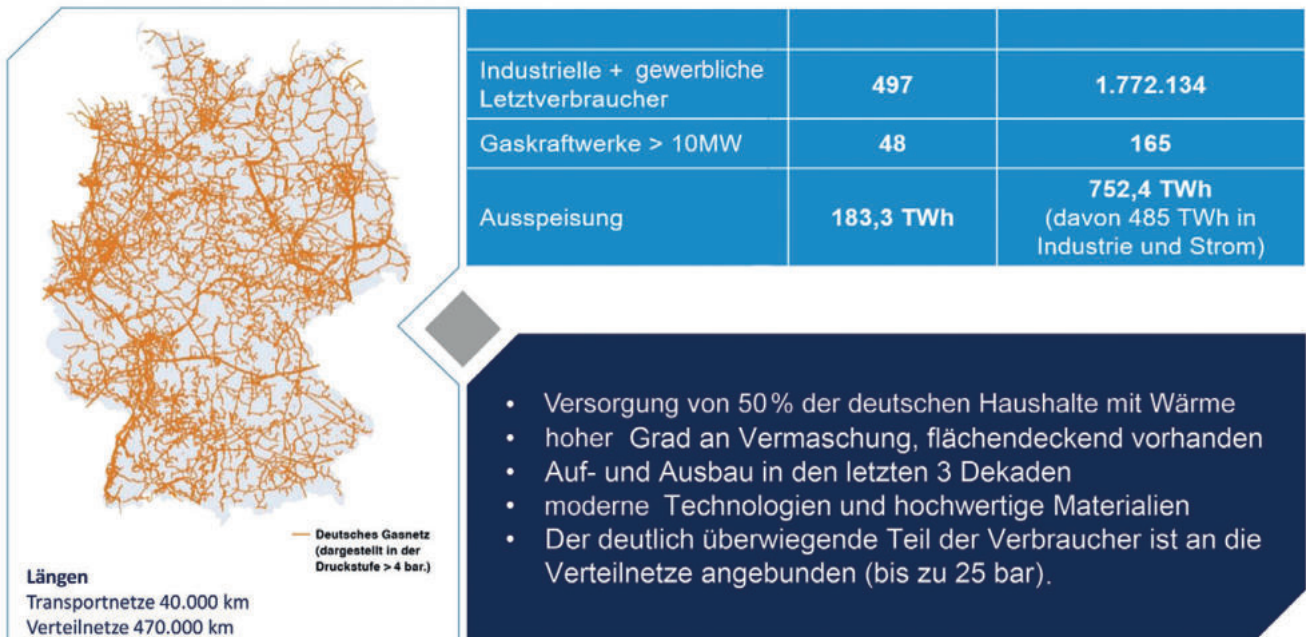 Deutsches Gasnetz
(dargestellt in der
Druckstufe > 4 bar.)
Längen
Transportnetze 40.000 km
Verteilnetze 470.000 km
Industrielle + gewerbliche
Letztverbraucher
497
1.772.134
Gaskraftwerke > 10MW
48
165
Ausspeisung
183,3 TWh
752,4 TWh
(davon 485 TWh in
Industrie und Strom)
• Versorgung von 50 % der deutschen Haushalte mit Wärme
• hoher Grad an Vermaschung, flächendeckend vorhanden
• Auf- und Ausbau in den letzten 3 Dekaden
• moderne Technologien und hochwertige Materialien
• Der deutlich überwiegende Teil der Verbraucher ist an die
Verteilnetze angebunden (bis zu 25 bar).